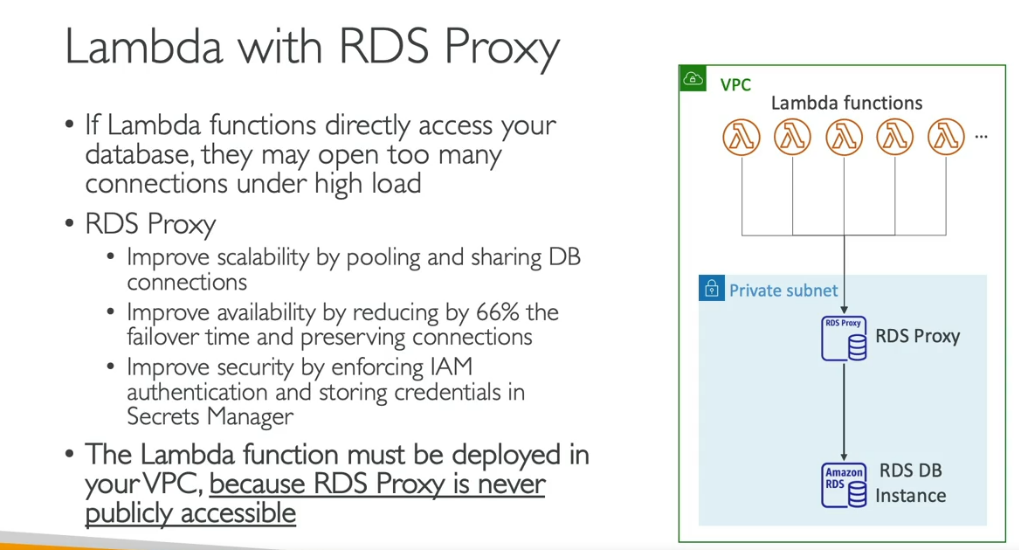 Lambda with RDS Proxy
• If Lambda functions directly access your
database, they may open too many
connections under high load
• RDS Proxy
• Improve scalability by pooling and sharing DB
connections
• Improve availability by reducing by 66% the
failover time and preserving connections
• Improve security by enforcing IAM
authentication and storing credentials in
Secrets Manager
• The Lambda function must be deployed in
your VPC, because RDS Proxy is never
publicly accessible
VPC
Lambda functions
...
Private subnet
RDS Proxy
RDS Proxy
Amazon
RDS
RDS DB
Instance